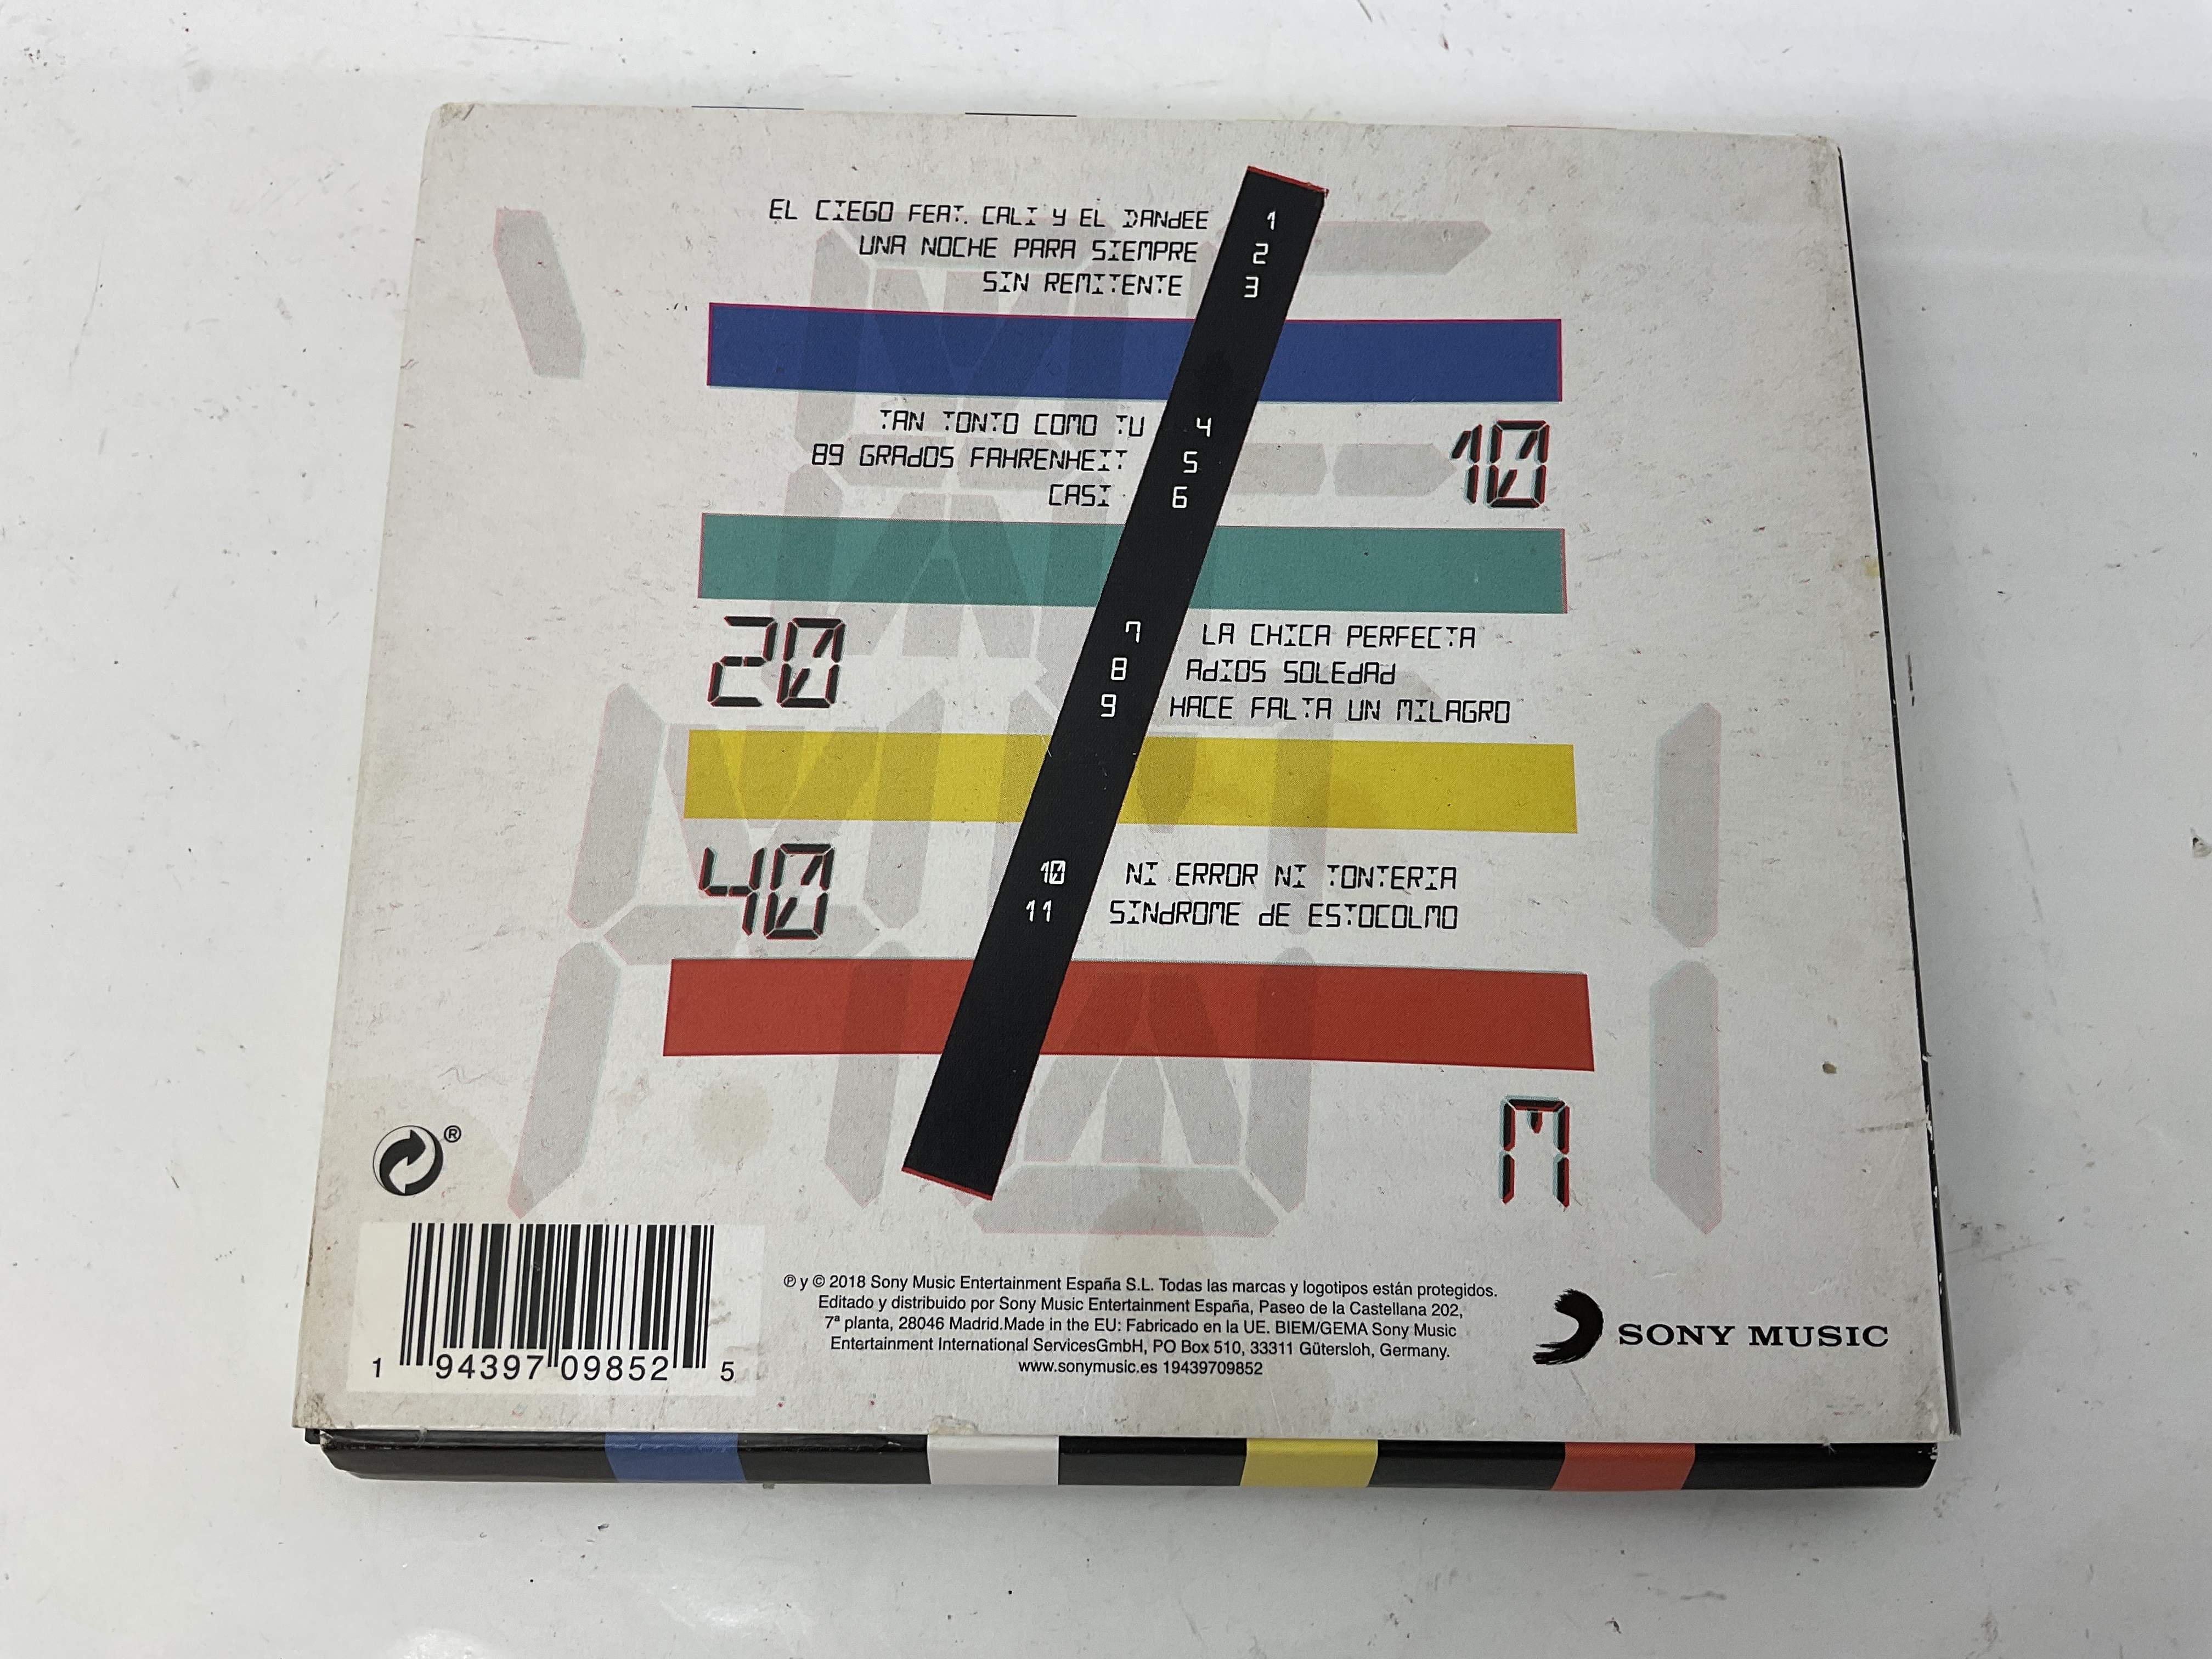 EL CIEGO FEAT. CALI Y EL DANdEE 1
UNA NOCHE PARA SIEMPRE 2
SIN REMITENTE 3
TAN TONTO COMO TU 4
89 GRAdOS FAHRENHEIT 5
CASI 6
10
20
7 LA CHICA PERFECTA
8 AdIOS SOLEdAd
9 HACE FALTA UN MILAGRO
40
10 NI ERROR NI TONTERIA
11 SINdROME dE ESTOCOLMO
M
®
℗ y © 2018 Sony Music Entertainment España S.L. Todas las marcas y logotipos están protegidos.
Editado y distribuido por Sony Music Entertainment España, Paseo de la Castellana 202,
7ª planta, 28046 Madrid.Made in the EU: Fabricado en la UE. BIEM/GEMA Sony Music
Entertainment International ServicesGmbH, PO Box 510, 33311 Gütersloh, Germany.
www.sonymusic.es 19439709852
1 94397 09852 5
SONY MUSIC